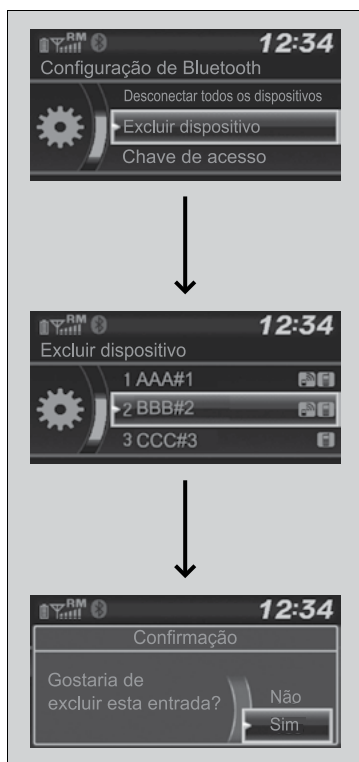 RM 12:34
Configuração de Bluetooth
Desconectar todos os dispositivos
Excluir dispositivo
Chave de acesso
RM 12:34
Excluir dispositivo
1 AAA#1
2 BBB#2
3 CCC#3
RM 12:34
Confirmação
Gostaria de
excluir esta entrada?
Não
Sim